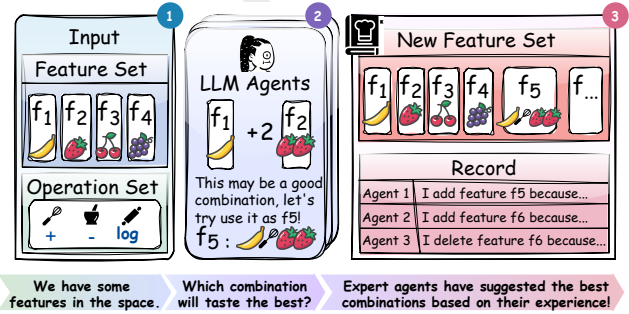 1
Input
Feature Set
f1 f2 f3 f4
Operation Set
+ - log
We have some
features in the space.
2
LLM Agents
f1 +2 f2
This may be a good
combination, let's
try use it as f5!
f5 :
Which combination
will taste the best?
3
New Feature Set
f1 f2 f3 f4 f5 f...
Record
Agent 1 I add feature f5 because...
Agent 2 I add feature f6 because...
Agent 3 I delete feature f6 because...
Expert agents have suggested the best
combinations based on their experience!